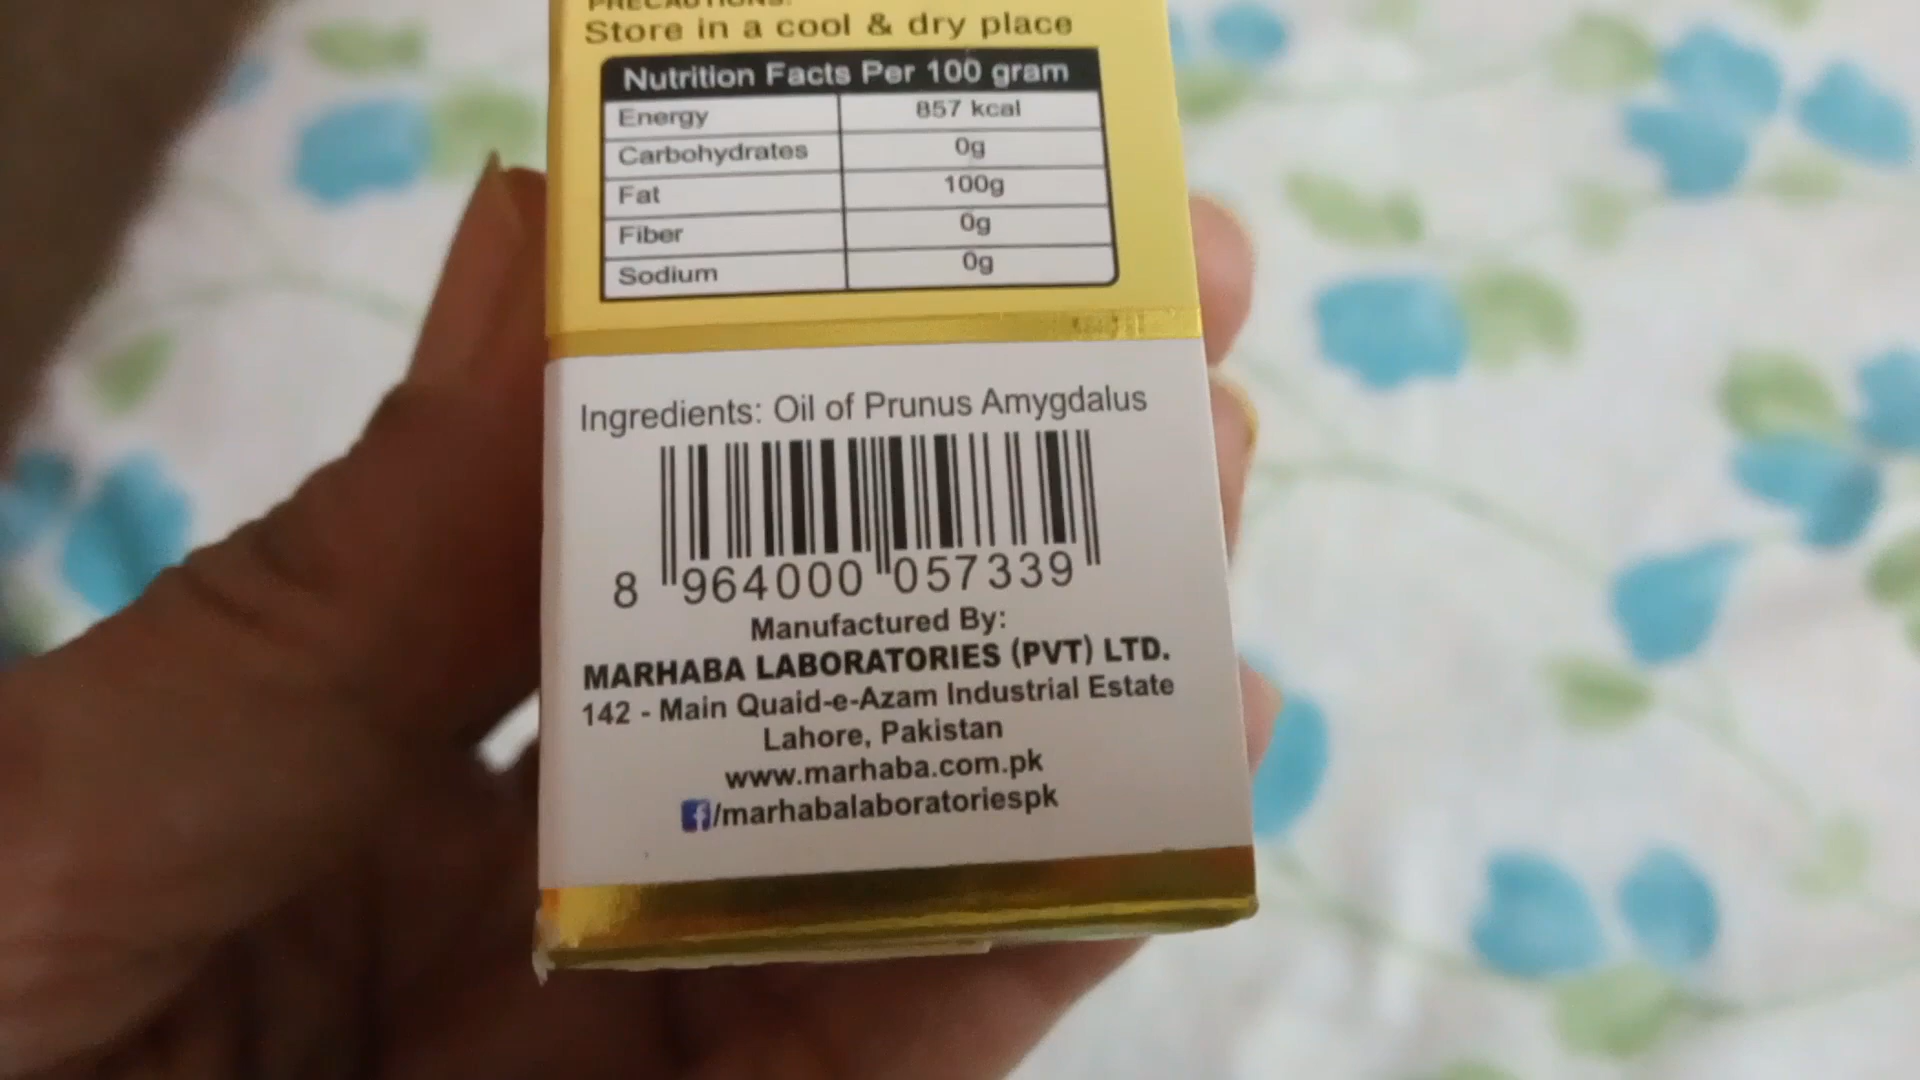 PRECAUTIONS:
Store in a cool & dry place
Nutrition Facts Per 100 gram
Energy 857 kcal
Carbohydrates 0g
Fat 100g
Fiber 0g
Sodium 0g
Ingredients: Oil of Prunus Amygdalus
8 964000 057339
Manufactured By:
MARHABA LABORATORIES (PVT) LTD.
142 - Main Quaid-e-Azam Industrial Estate
Lahore, Pakistan
www.marhaba.com.pk
f/marhabalaboratoriespk